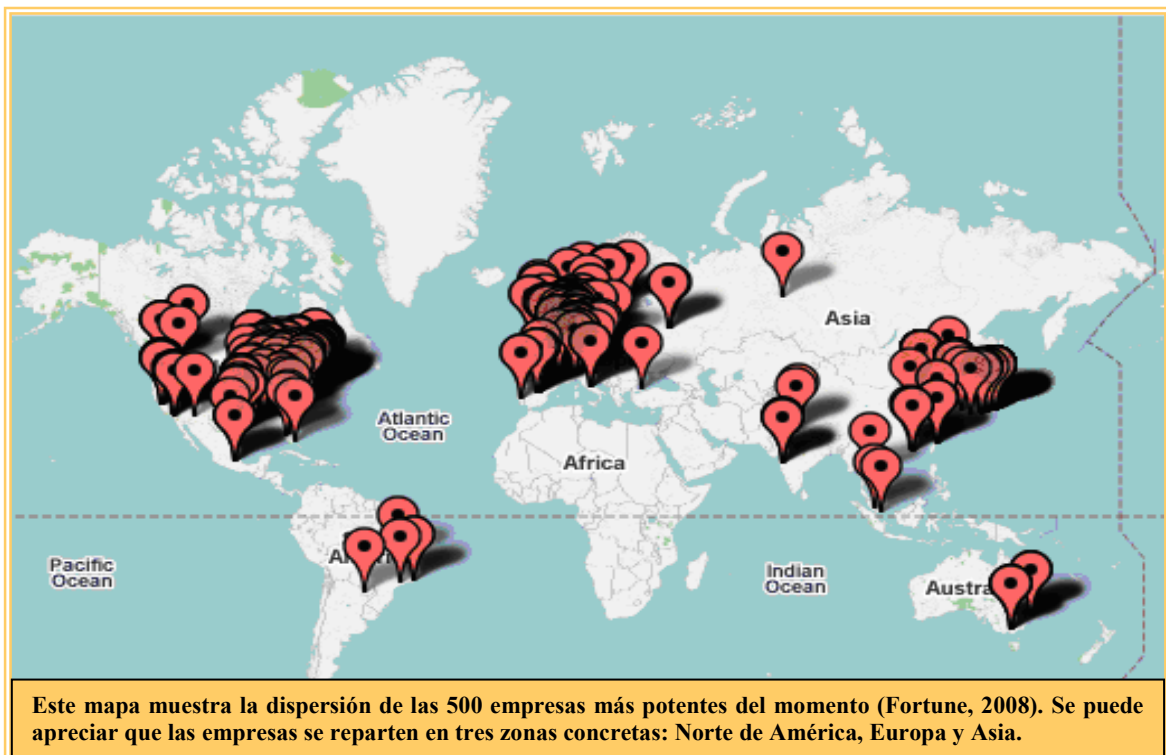 Asia
Atlantic
Ocean
Africa
Pacific
Ocean
Indian
Ocean
Este mapa muestra la dispersión de las 500 empresas más potentes del momento (Fortune, 2008). Se puede
apreciar que las empresas se reparten en tres zonas concretas: Norte de América, Europa y Asia.